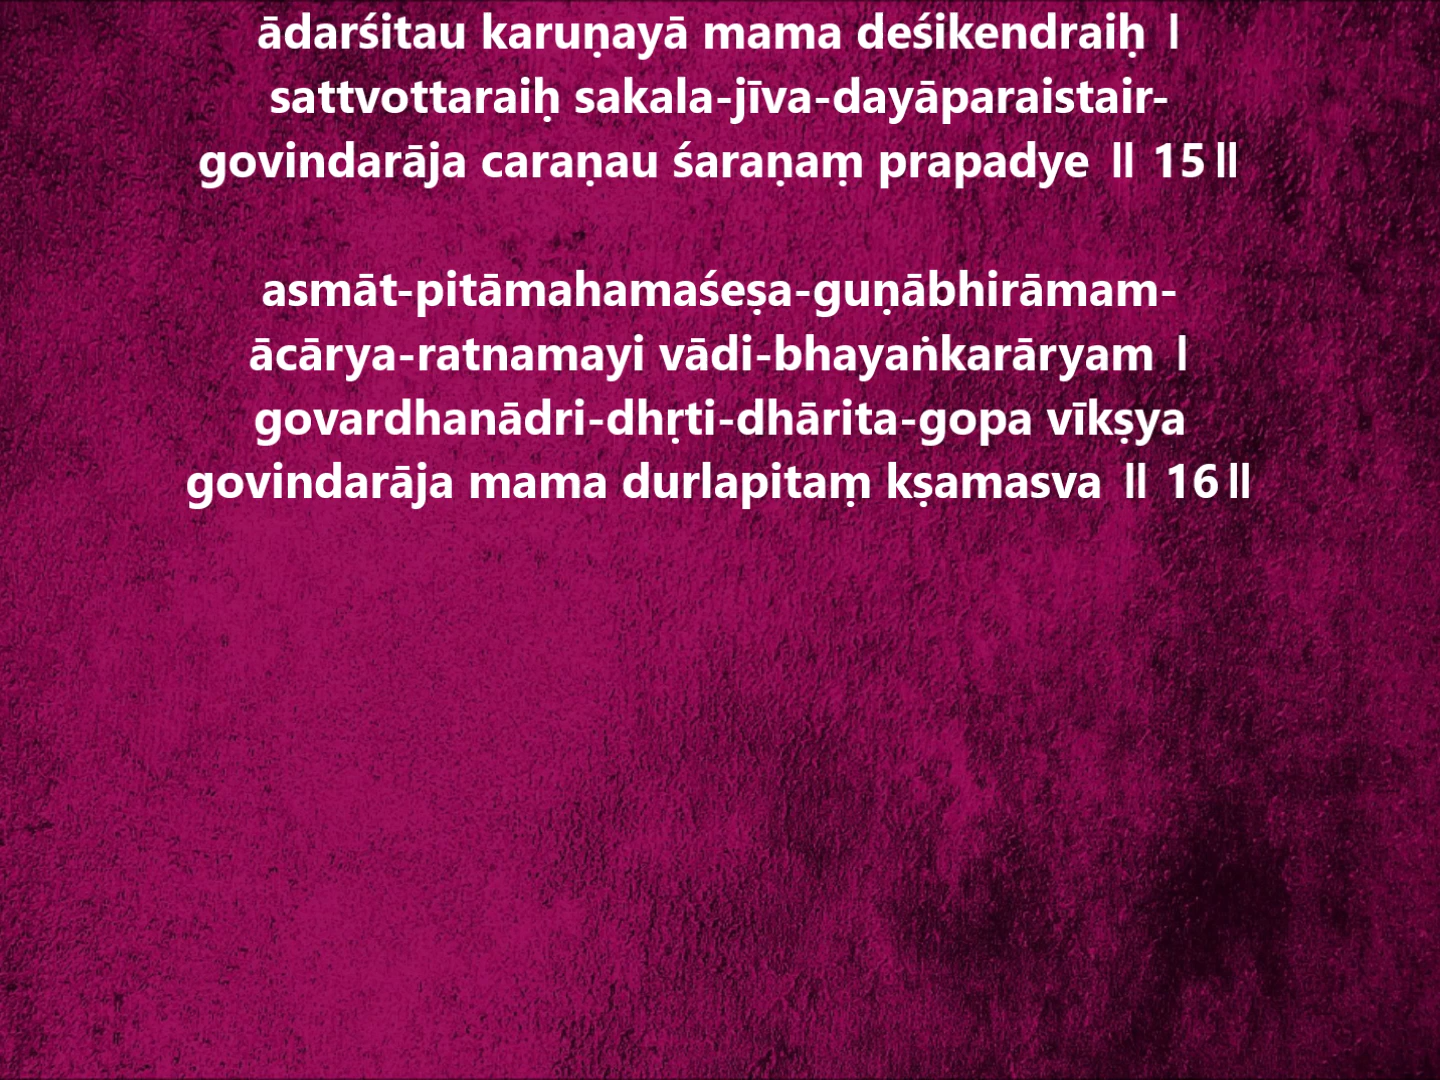 ādarśitau karuṇayā mama deśikendraiḥ ।
sattvottaraiḥ sakala-jīva-dayāparaistair-
govindarāja caraṇau śaraṇaṃ prapadye ॥ 15॥
asmāt-pitāmahamaśeṣa-guṇābhirāmam-
ācārya-ratnamayi vādi-bhayaṅkarāryam ।
govardhanādri-dhṛti-dhārita-gopa vīkṣya
govindarāja mama durlapitaṃ kṣamasva ॥ 16॥